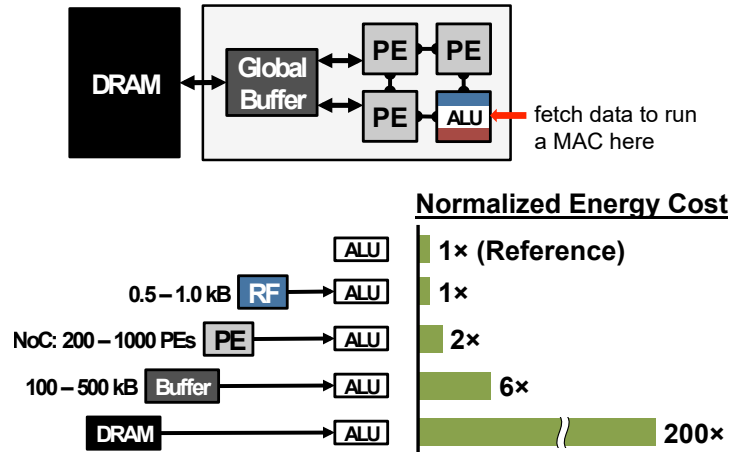 DRAM
Global
Buffer
PE
PE
PE
ALU
fetch data to run
a MAC here
Normalized Energy Cost
ALU
1× (Reference)
0.5 – 1.0 kB
RF
ALU
1×
NoC: 200 – 1000 PEs
PE
ALU
2×
100 – 500 kB
Buffer
ALU
6×
DRAM
ALU
200×